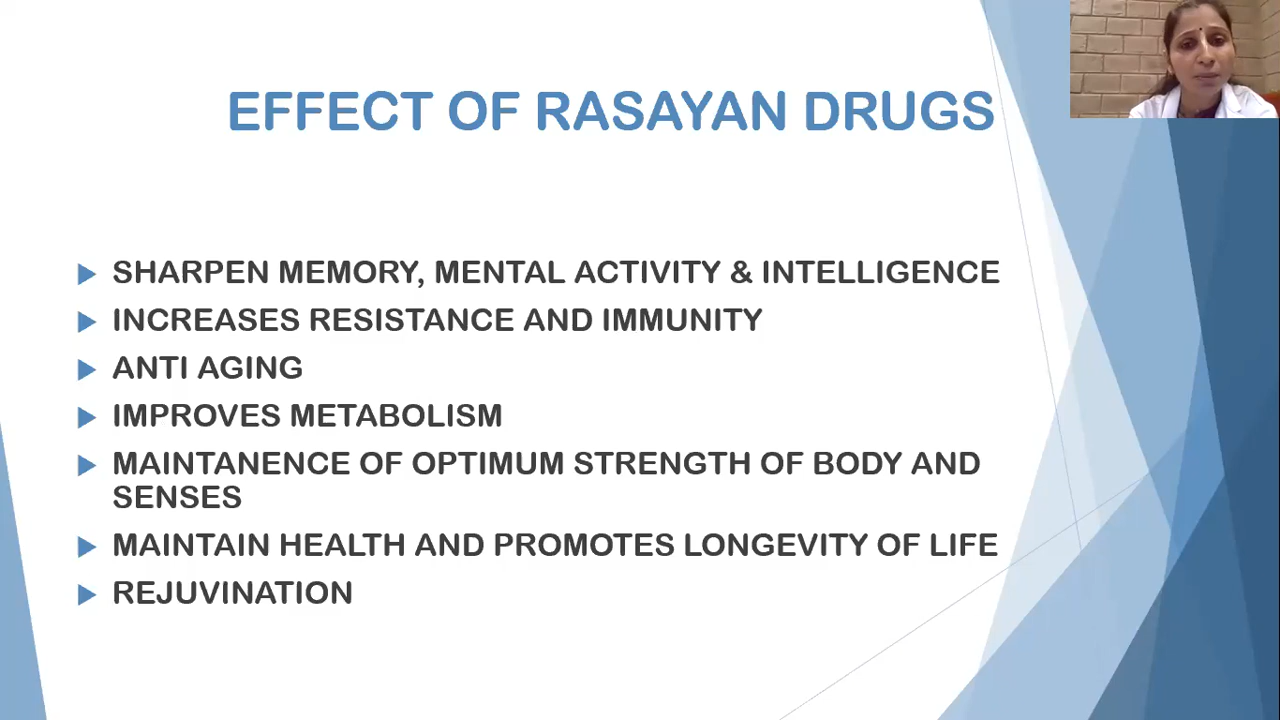 EFFECT OF RASAYAN DRUGS
SHARPEN MEMORY, MENTAL ACTIVITY & INTELLIGENCE
INCREASES RESISTANCE AND IMMUNITY
ANTI AGING
IMPROVES METABOLISM
MAINTANENCE OF OPTIMUM STRENGTH OF BODY AND
SENSES
MAINTAIN HEALTH AND PROMOTES LONGEVITY OF LIFE
REJUVINATION